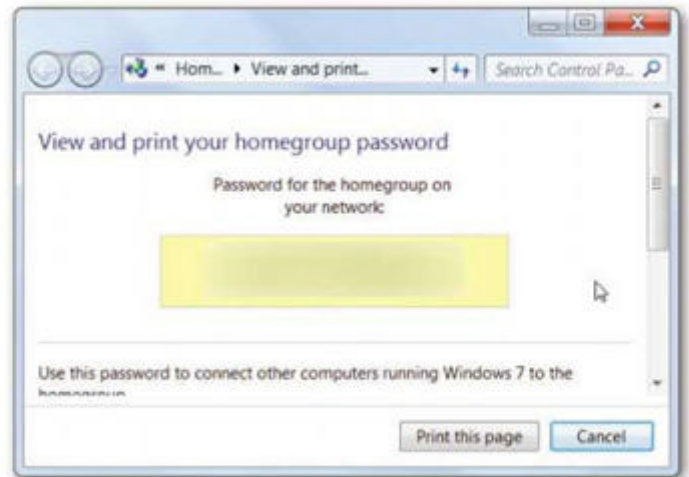 Hom... ▸ View and print...
Search Control Pa...
View and print your homegroup password
Password for the homegroup on
your network:
Use this password to connect other computers running Windows 7 to the
homegroup
Print this page
Cancel